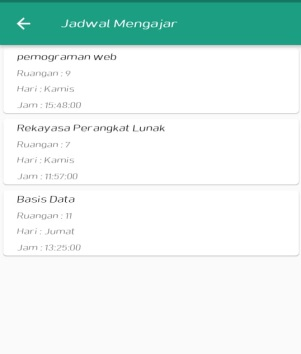 Jadwal Mengajar
pemograman web
Ruangan : 9
Hari : Kamis
Jam : 15:48:00
Rekayasa Perangkat Lunak
Ruangan : 7
Hari : Kamis
Jam : 11:57:00
Basis Data
Ruangan : 11
Hari : Jumat
Jam : 13:25:00